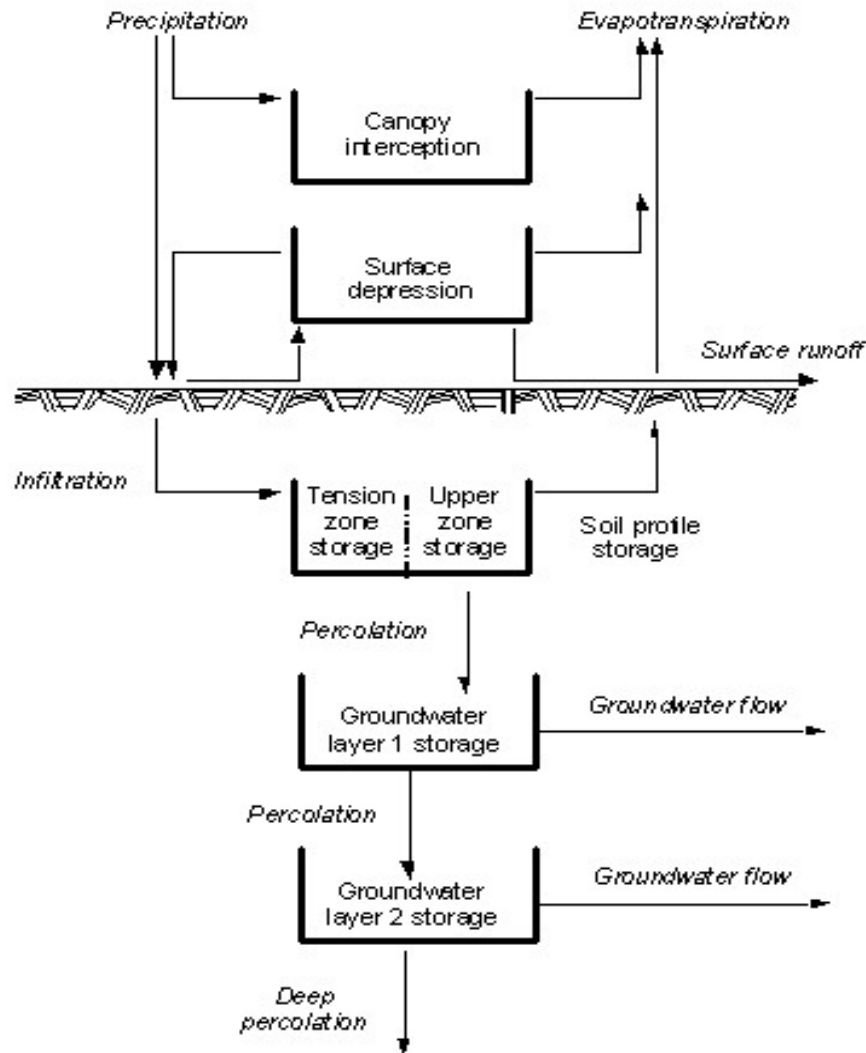 Precipitation
Evapotranspiration
Canopy
interception
Surface
depression
Surface runoff
Infiltration
Tension
zone
storage
Upper
zone
storage
Soil profile
storage
Percolation
Groundwater
layer 1 storage
Groundwater flow
Percolation
Groundwater
layer 2 storage
Groundwater flow
Deep
percolation